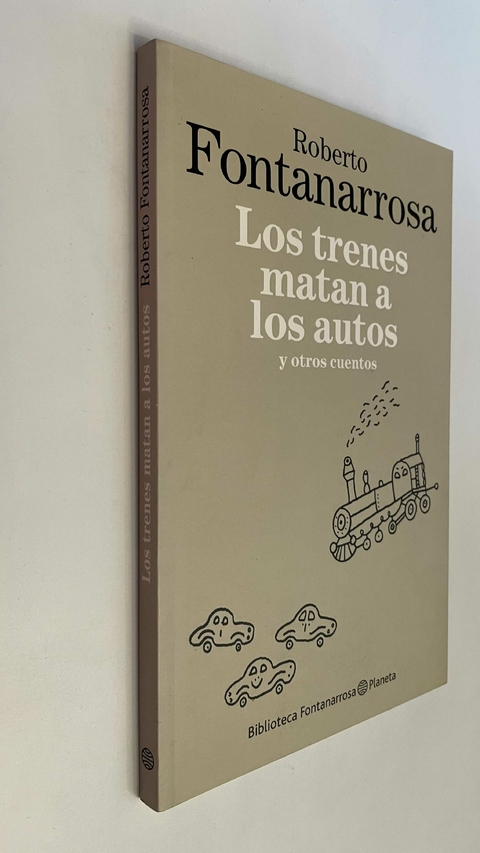 Roberto
Fontanarrosa
Los trenes
matan a
los autos
y otros cuentos
Biblioteca Fontanarrosa Planeta
Los trenes matan a los autos Roberto Fontanarrosa